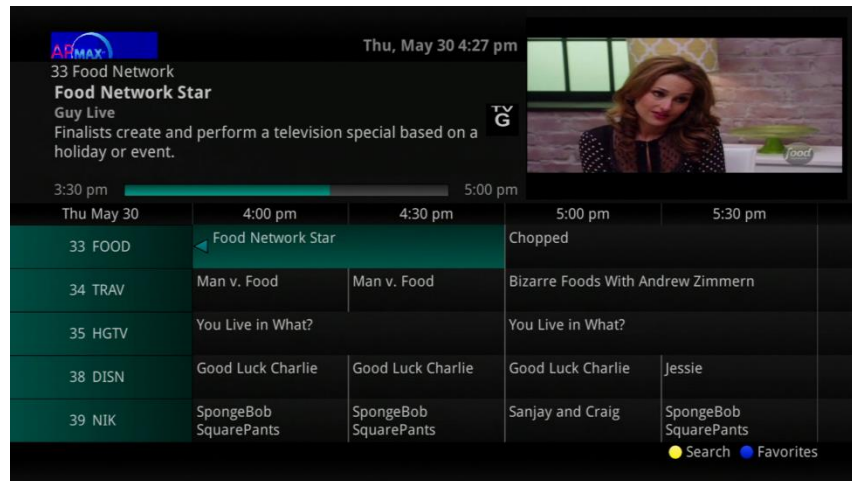 ARMAX
Thu, May 30 4:27 pm
33 Food Network
Food Network Star
Guy Live
TV
G
Finalists create and perform a television special based on a
holiday or event.
food
3:30 pm 5:00 pm
Thu May 30 4:00 pm 4:30 pm 5:00 pm 5:30 pm
33 FOOD Food Network Star Chopped
34 TRAV Man v. Food Man v. Food Bizarre Foods With Andrew Zimmern
35 HGTV You Live in What? You Live in What?
38 DISN Good Luck Charlie Good Luck Charlie Good Luck Charlie Jessie
39 NIK SpongeBob SpongeBob Sanjay and Craig SpongeBob
SquarePants SquarePants SquarePants
Search Favorites